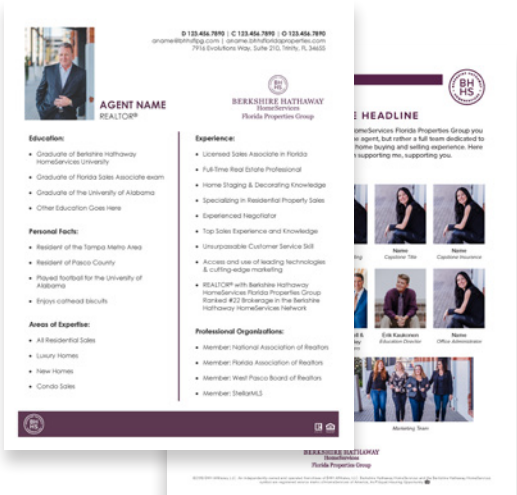 D 123.456.7890 | C 123.456.7890 | O 123.456.7890
aname@bhhsflpg.com | aname.bhhsfloridaproperties.com
7916 Evolutions Way, Suite 210, Trinity, FL 34655
AGENT NAME
REALTOR®
BH
HS
BERKSHIRE HATHAWAY
HomeServices
Florida Properties Group
Education:
• Graduate of Berkshire Hathaway
HomeServices University
• Graduate of Florida Sales Associate exam
• Graduate of the University of Alabama
• Other Education Goes Here
Personal Facts:
• Resident of the Tampa Metro Area
• Resident of Pasco County
• Played football for the University of
Alabama
• Enjoys cathead biscuits
Areas of Expertise:
• All Residential Sales
• Luxury Homes
• New Homes
• Condo Sales
Experience:
• Licensed Sales Associate in Florida
• Full-Time Real Estate Professional
• Home Staging & Decorating Knowledge
• Specializing in Residential Property Sales
• Experienced Negotiator
• Top Sales Experience and Knowledge
• Unsurpassable Customer Service Skill
• Access and use of leading technologies
& cutting-edge marketing
• REALTOR® with Berkshire Hathaway
HomeServices Florida Properties Group
Ranked #22 Brokerage in the Berkshire
Hathaway HomeServices Network
Professional Organizations:
• Member: National Association of Realtors
• Member: Florida Association of Realtors
• Member: West Pasco Board of Realtors
• Member: StellarMLS
BH
HS
BH
HS
HEADLINE
HomeServices Florida Properties Group you
agent, but rather a full team dedicated to
home buying and selling experience. Here
supporting me, supporting you.
Name
Capstone Title
Name
Capstone Insurance
Erik Kaukonen
Education Director
Name
Office Administrator
Marketing Team
BERKSHIRE HATHAWAY
HomeServices
Florida Properties Group